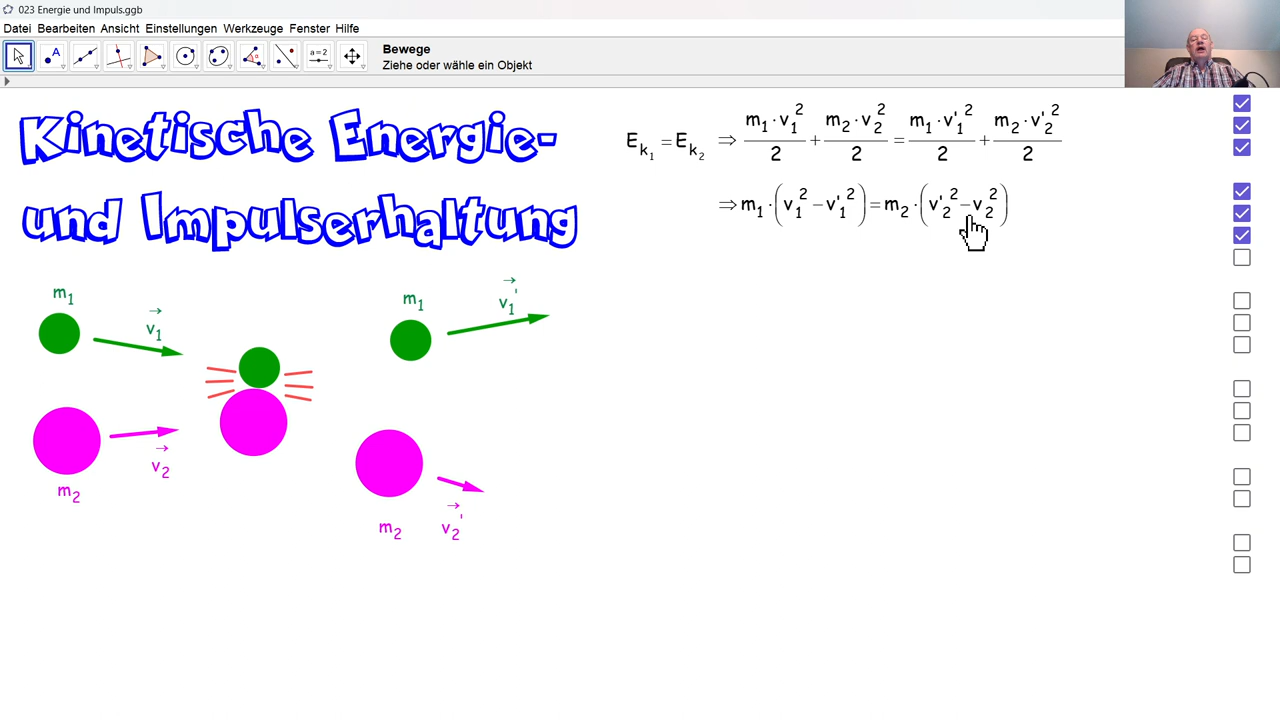 023 Energie und Impuls.ggb
Datei Bearbeiten Ansicht Einstellungen Werkzeuge Fenster Hilfe
A
a=2
Bewege
Ziehe oder wähle ein Objekt
Kinetische Energie-
und Impulserhaltung
E_{k_1} = E_{k_2} ⇒ m_1·v_1^2/2 + m_2·v_2^2/2 = m_1·v'_1^2/2 + m_2·v'_2^2/2
⇒ m_1·(v_1^2 − v'_1^2) = m_2·(v'_2^2 − v_2^2)
m_1
v_1
m_1
v_1'
v_2
m_2
m_2
v_2'